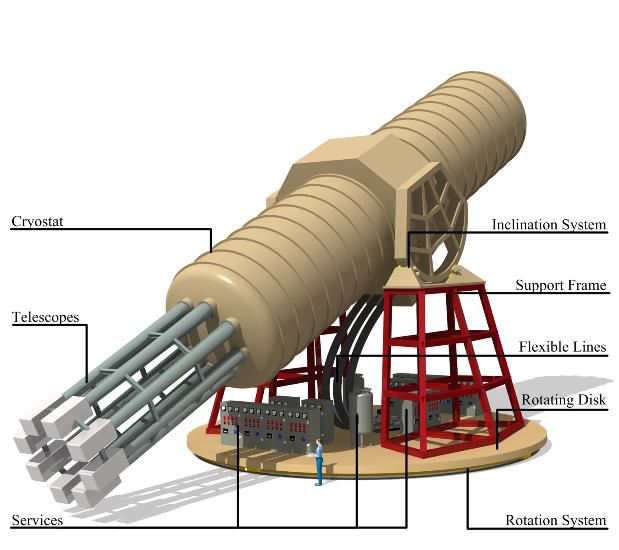 Cryostat
Inclination System
Support Frame
Telescopes
Flexible Lines
Rotating Disk
Services
Rotation System